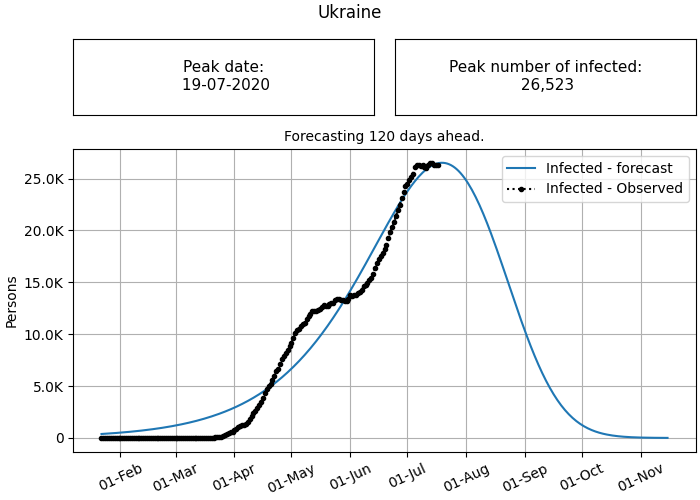 Ukraine
Peak date:
19-07-2020
Peak number of infected:
26,523
Forecasting 120 days ahead.
Infected - forecast
Infected - Observed
Persons
25.0K
20.0K
15.0K
10.0K
5.0K
0
01-Feb
01-Mar
01-Apr
01-May
01-Jun
01-Jul
01-Aug
01-Sep
01-Oct
01-Nov